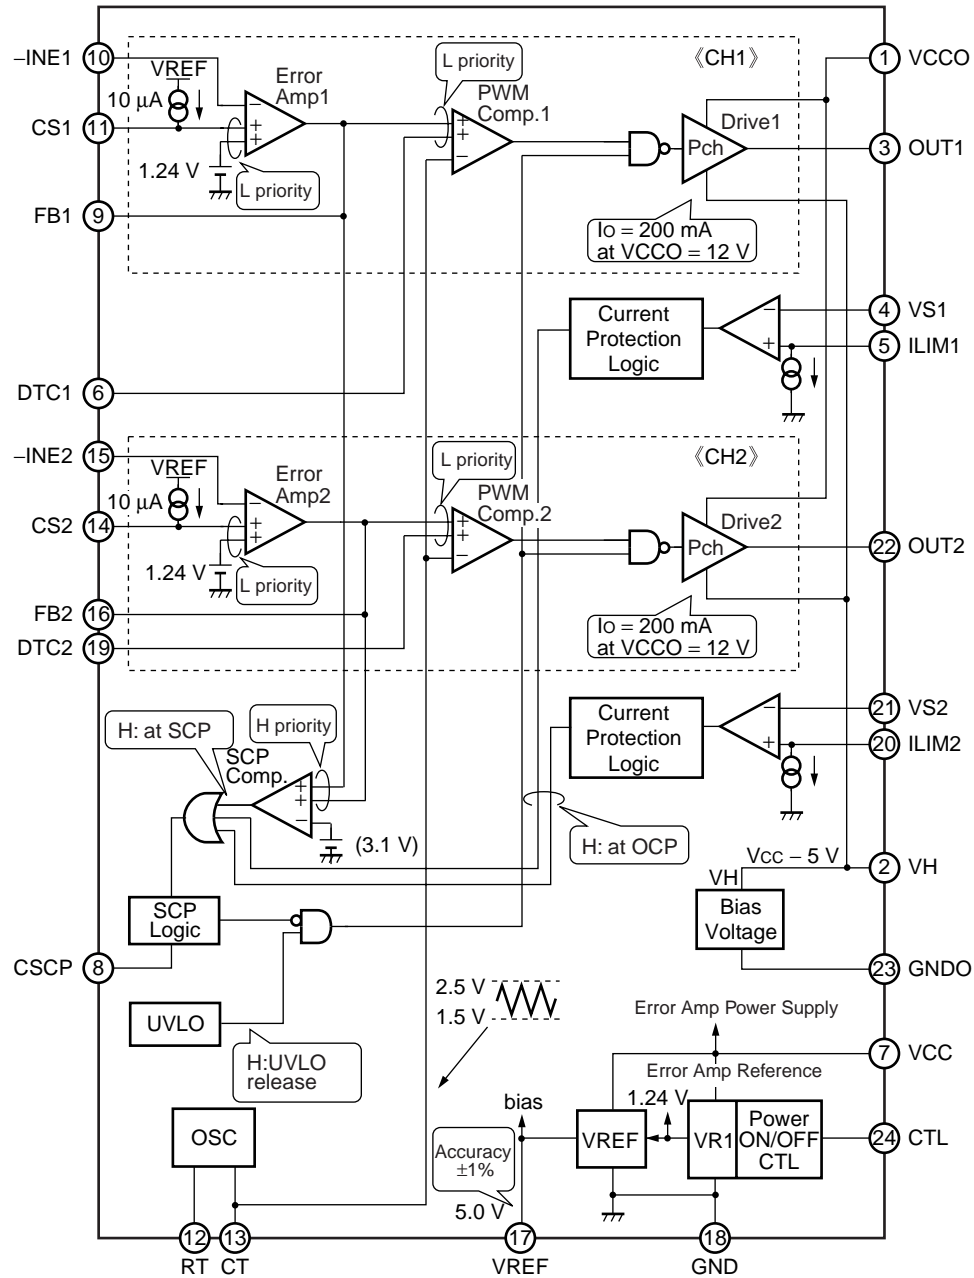 −INE1
10
VREF
10 µA
CS1
11
Error
Amp1
−
+
+
1.24 V
L priority
FB1
9
L priority
PWM
Comp.1
+
+
−
《CH1》
Drive1
Pch
IO = 200 mA
at VCCO = 12 V
1
VCCO
3
OUT1
Current
Protection
Logic
−
+
4
VS1
5
ILIM1
DTC1
6
−INE2
15
VREF
10 µA
CS2
14
Error
Amp2
−
+
+
1.24 V
L priority
FB2
16
DTC2
19
L priority
PWM
Comp.2
+
+
−
《CH2》
Drive2
Pch
IO = 200 mA
at VCCO = 12 V
22
OUT2
Current
Protection
Logic
−
+
21
VS2
20
ILIM2
H: at SCP
H priority
SCP
Comp.
+
+
−
(3.1 V)
H: at OCP
VCC − 5 V
2
VH
VH
Bias
Voltage
SCP
Logic
CSCP
8
23
GNDO
UVLO
H:UVLO
release
2.5 V
1.5 V
Error Amp Power Supply
7
VCC
Error Amp Reference
1.24 V
bias
OSC
VREF
VR1
Power
ON/OFF
CTL
24
CTL
Accuracy
±1%
5.0 V
12
RT
13
CT
17
VREF
18
GND